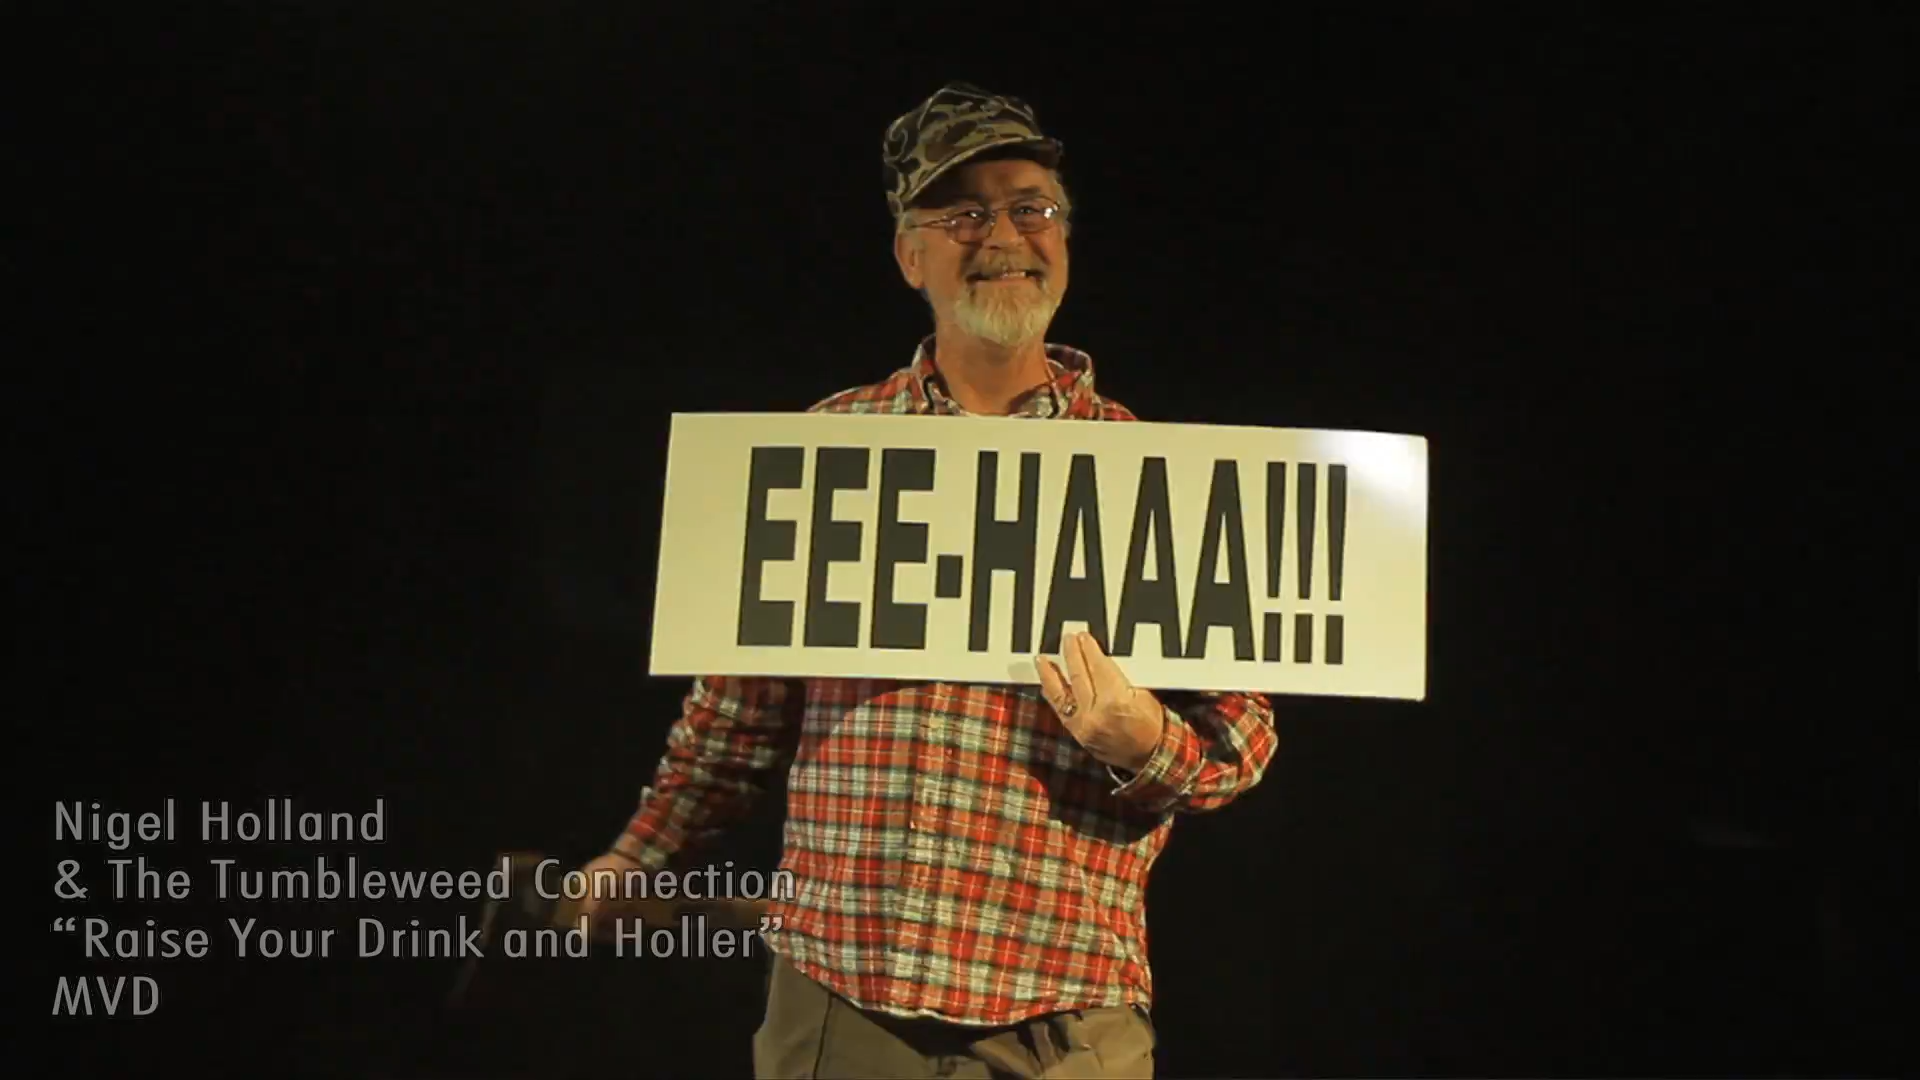 EEE-HAAA!!!
Nigel Holland
& The Tumbleweed Connection
“Raise Your Drink and Holler”
MVD